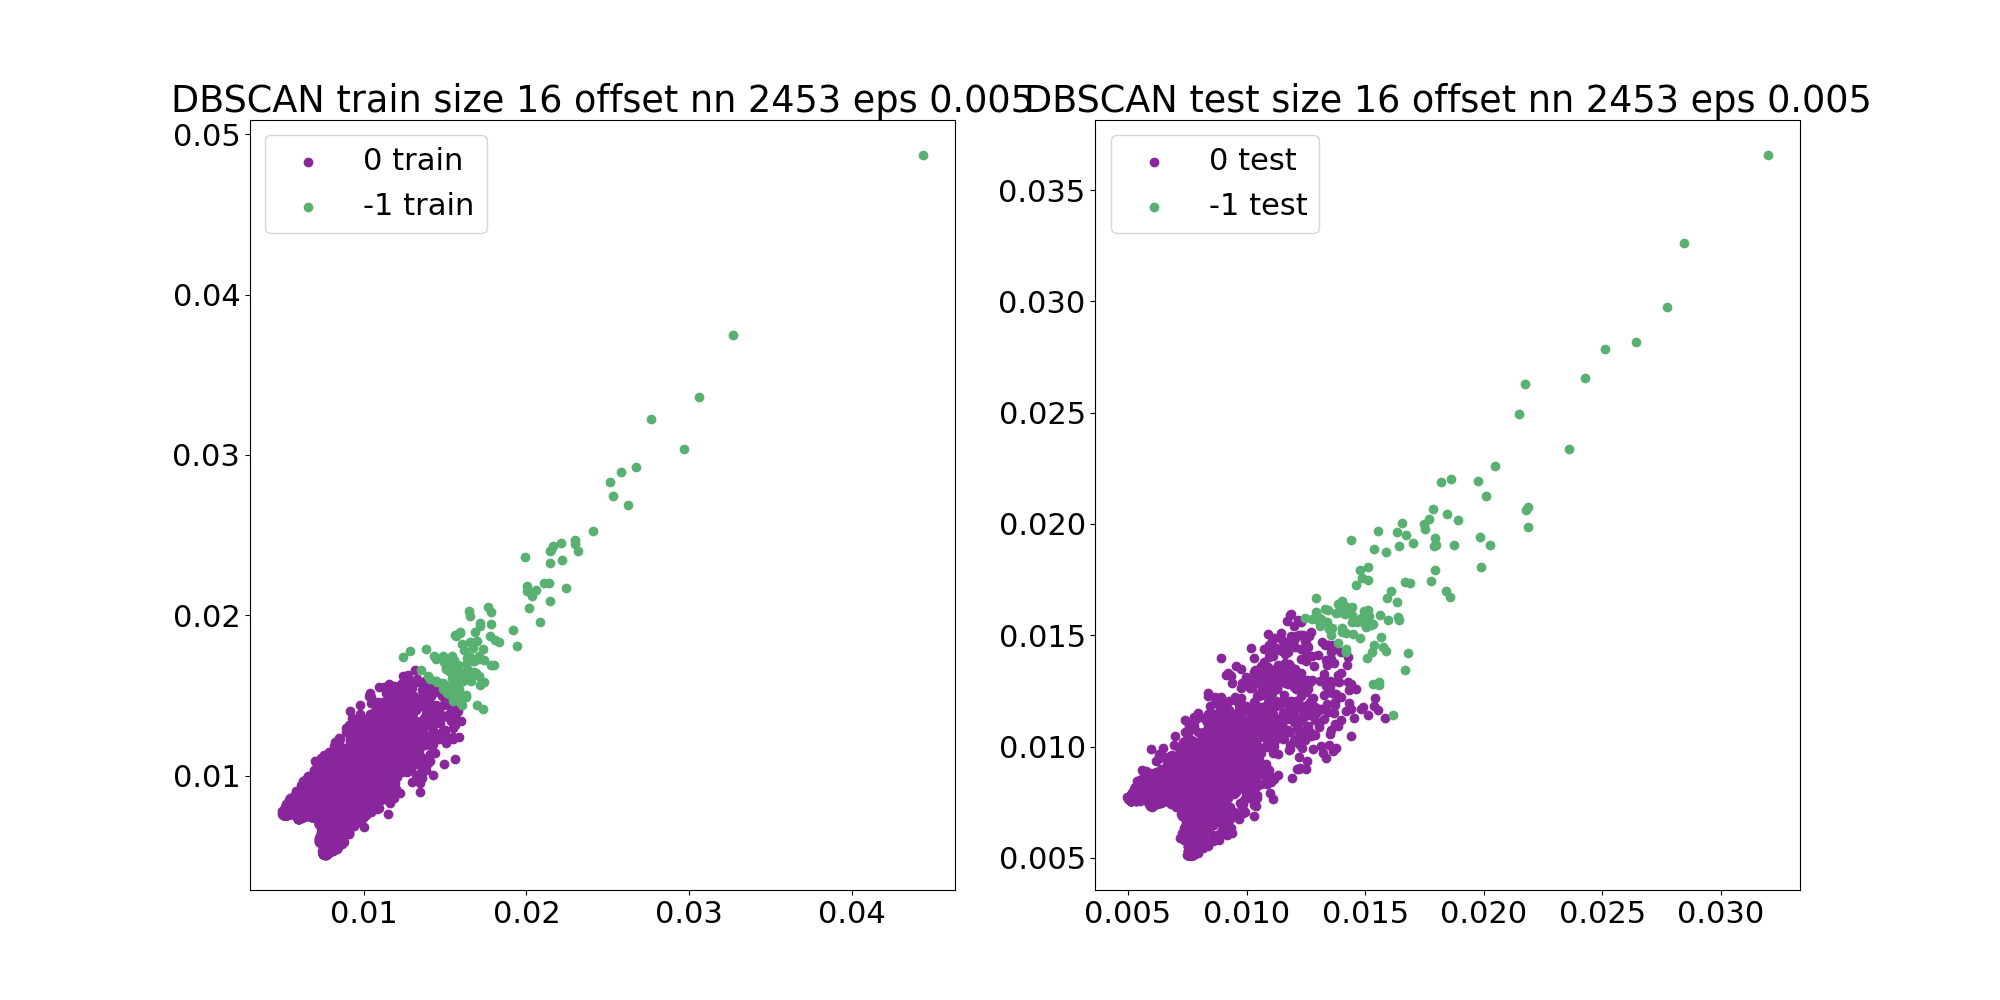 DBSCAN train size 16 offset nn 2453 eps 0.005
0 train
-1 train
0.05
0.04
0.03
0.02
0.01
0.01 0.02 0.03 0.04
DBSCAN test size 16 offset nn 2453 eps 0.005
0 test
-1 test
0.035
0.030
0.025
0.020
0.015
0.010
0.005
0.005 0.010 0.015 0.020 0.025 0.030